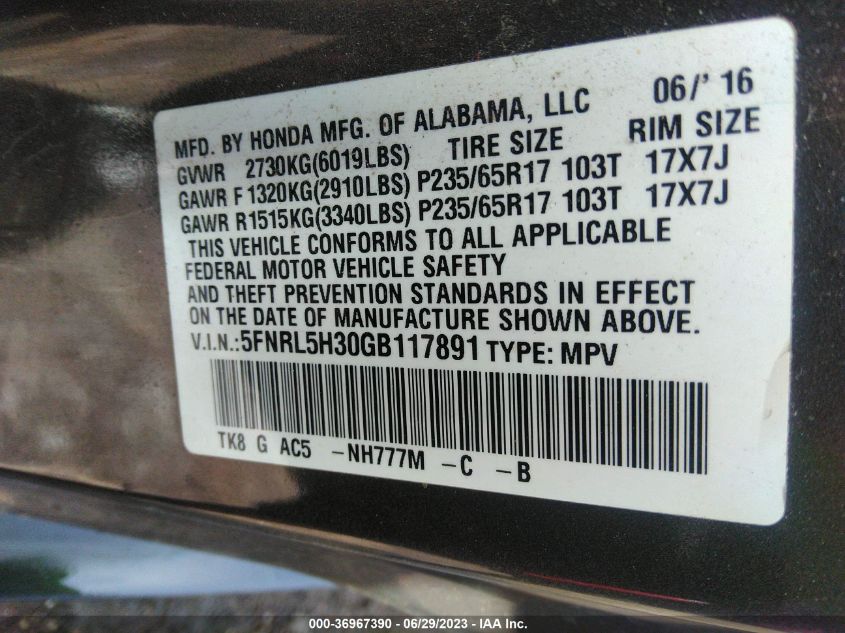 MFD. BY HONDA MFG. OF ALABAMA, LLC 06/' 16
TIRE SIZE RIM SIZE
GVWR 2730KG(6019LBS)
GAWR F 1320KG(2910LBS) P235/65R17 103T 17X7J
GAWR R1515KG(3340LBS) P235/65R17 103T 17X7J
THIS VEHICLE CONFORMS TO ALL APPLICABLE
FEDERAL MOTOR VEHICLE SAFETY
AND THEFT PREVENTION STANDARDS IN EFFECT
ON THE DATE OF MANUFACTURE SHOWN ABOVE.
V.I.N.:5FNRL5H30GB117891 TYPE: MPV
TK8 G AC5 -NH777M -C -B
000-36967390 - 06/29/2023 - IAA Inc.